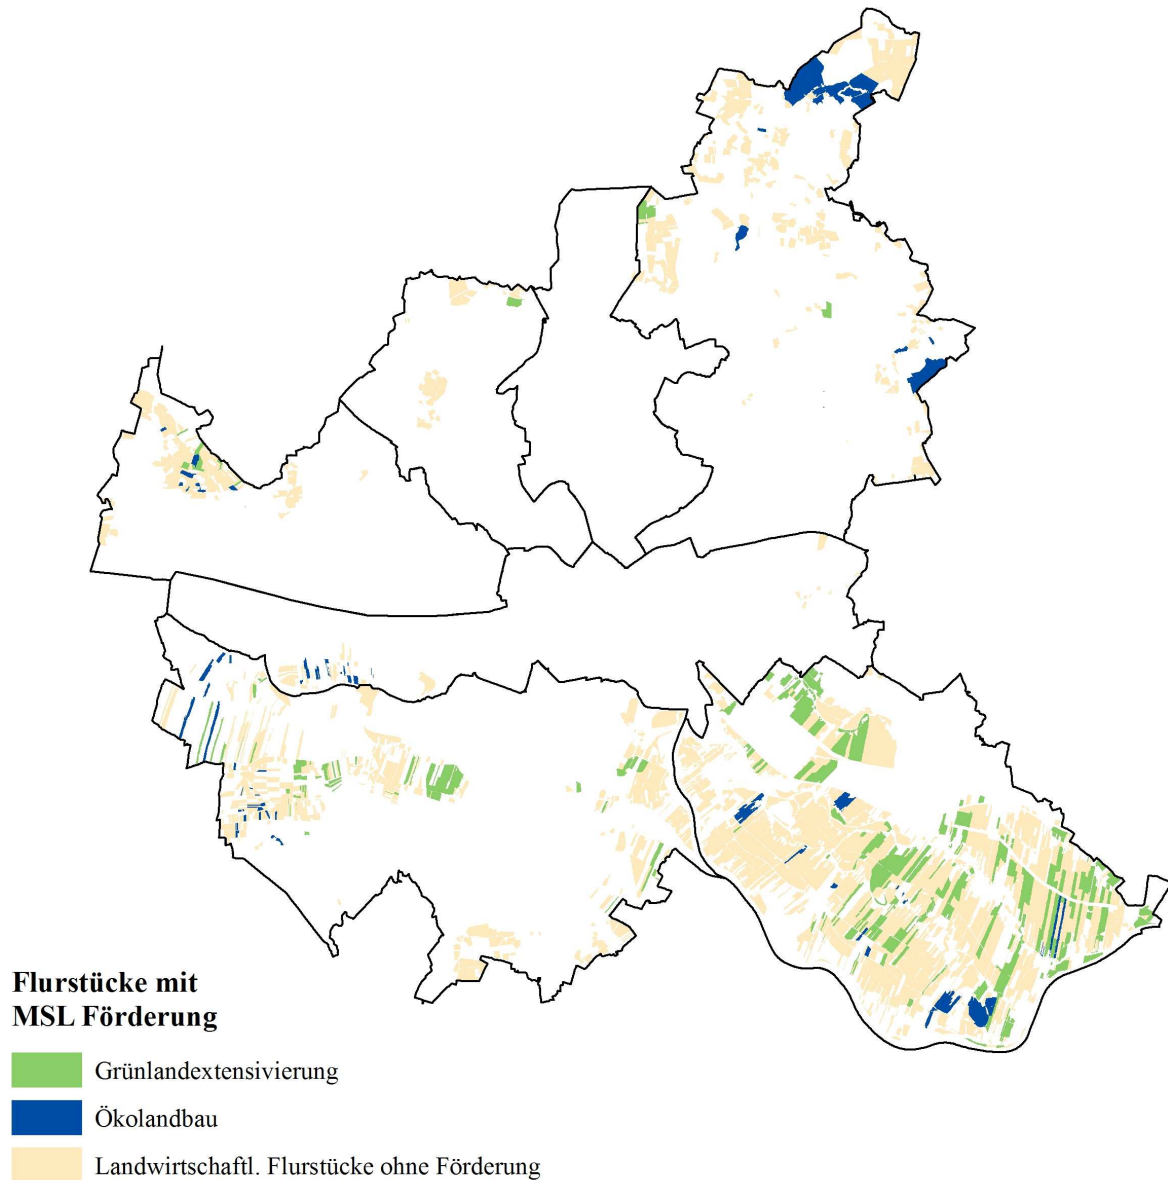 Flurstücke mit
MSL Förderung
Grünlandextensivierung
Ökolandbau
Landwirtschaftl. Flurstücke ohne Förderung